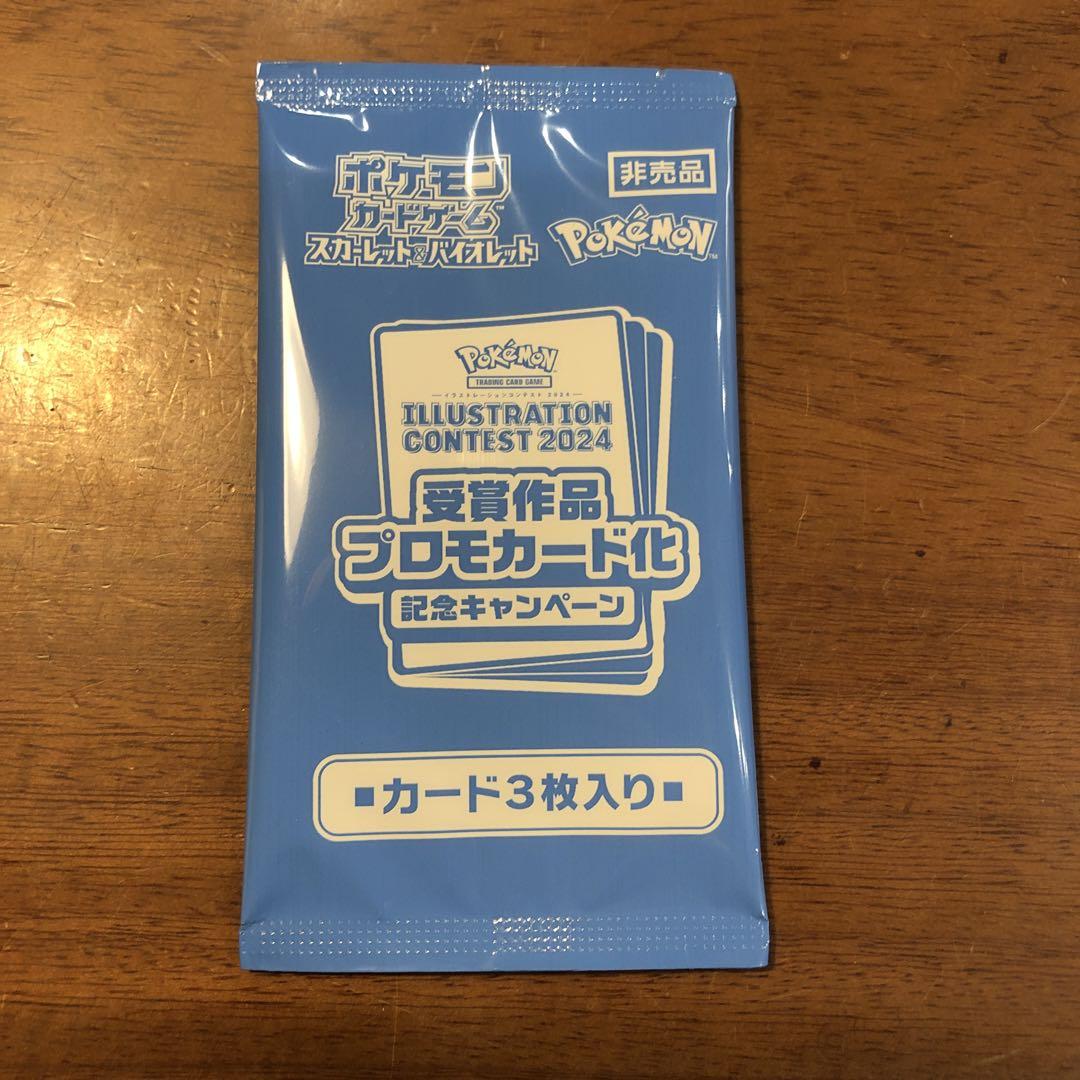 ポケモン
カードゲーム™
スカーレット&バイオレット
非売品
Pokémon™
Pokémon
TRADING CARD GAME
イラストレーションコンテスト 2024
ILLUSTRATION
CONTEST 2024
受賞作品
プロモカード化
記念キャンペーン
■カード3枚入り■